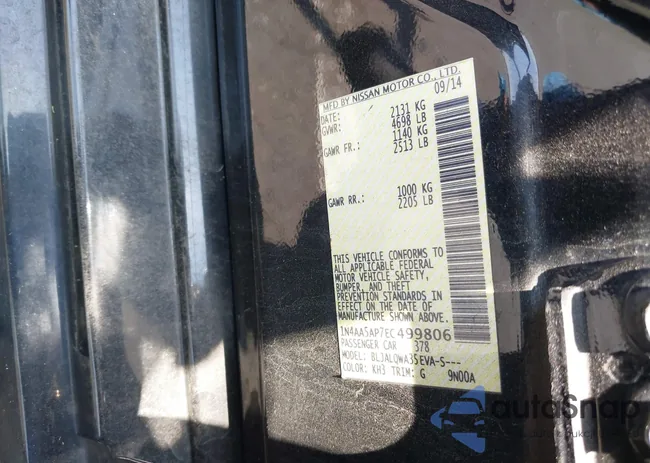 MFD BY NISSAN MOTOR CO., LTD.
DATE: 09/14
GVWR: 2131 KG
4698 LB
GAWR FR.: 1140 KG
2513 LB
GAWR RR.: 1000 KG
2205 LB
THIS VEHICLE CONFORMS TO
ALL APPLICABLE FEDERAL
MOTOR VEHICLE SAFETY,
BUMPER, AND THEFT
PREVENTION STANDARDS IN
EFFECT ON THE DATE OF
MANUFACTURE SHOWN ABOVE.
1N4AA5AP7EC499806
PASSENGER CAR 378
MODEL: BLJALQWA35EVA-S---
COLOR: KH3 TRIM: G 9N00A
autoSnap